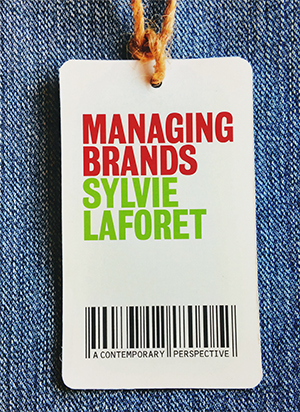 MANAGING
BRANDS
SYLVIE
LAFORET
A CONTEMPORARY PERSPECTIVE